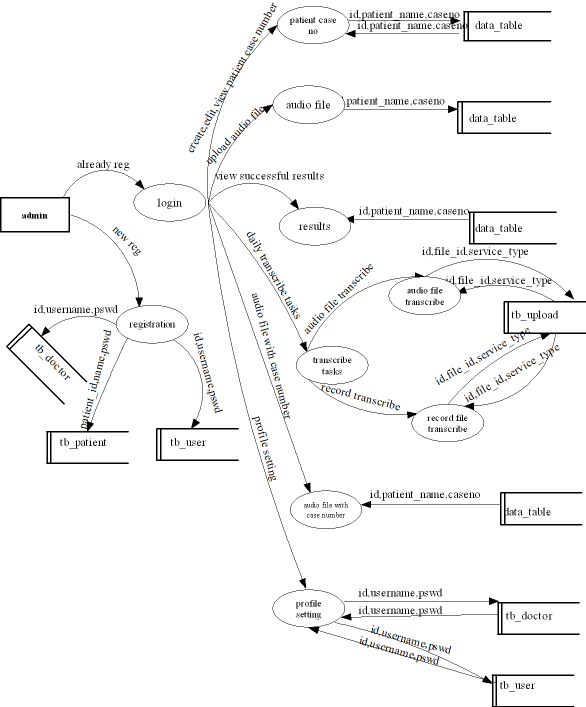 id,patient_name,caseno
patient case
no
id,patient_name,caseno
data_table
create,edit,view patient case number
audio file
patient_name,caseno
data_table
upload audio file
already reg
view successful results
admin
login
results
id,patient_name,caseno
data_table
new reg
daily transcribe tasks
audio file transcribe
id,file_id,service_type
audio file
transcribe
id,file_id,service_type
tb_upload
id,username,pswd
registration
tb_doctor
patient_id,name,pswd
id,username,pswd
audio file with case number
transcribe
tasks
record transcribe
id,file_id,service_type
id,file_id,service_type
record file
transcribe
tb_patient
tb_user
profile setting
audio file with
case number
id,patient_name,caseno
data_table
profile
setting
id,username,pswd
id,username,pswd
tb_doctor
id,username,pswd
id,username,pswd
tb_user